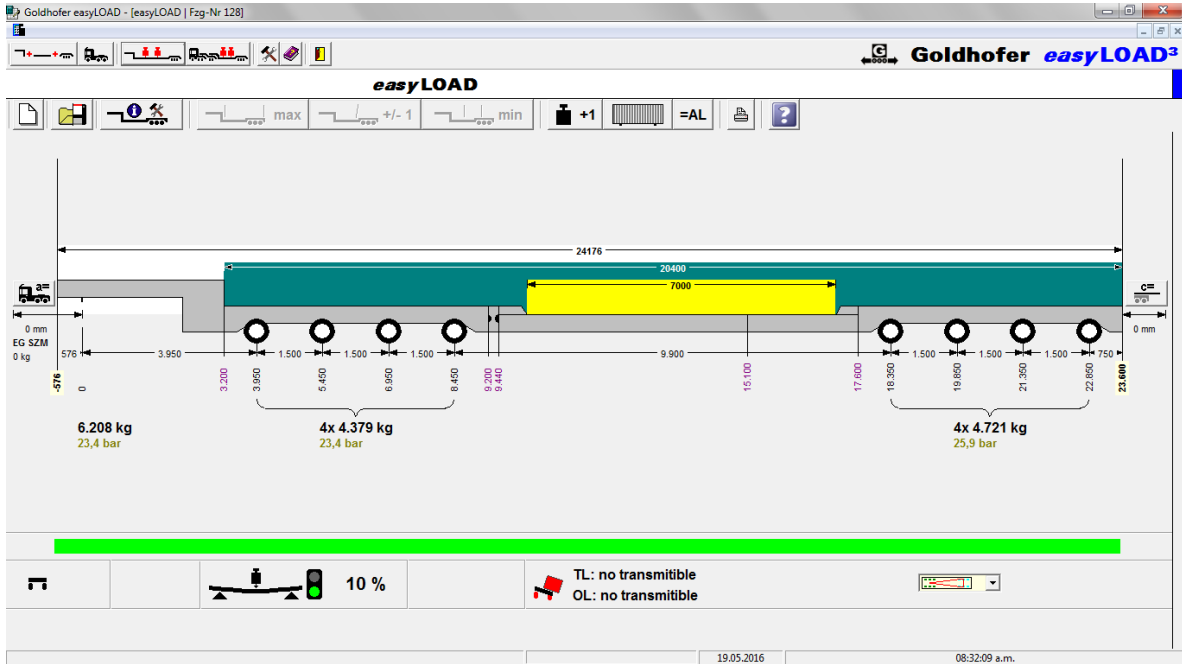 Goldhofer easyLOAD - [easyLOAD | Fzg-Nr 128]
G Goldhofer easyLOAD³
easyLOAD
max +/- 1 min +1 =AL ?
24176
20400
7000
a=
c=
0 mm
0 mm
EG SZM
0 kg
576 3.950 1.500 1.500 1.500 9.900 1.500 1.500 1.500 750
-576 0 3.200 3.950 5.450 6.950 8.450 9.200 9.440 15.100 17.600 18.350 19.850 21.350 22.850 23.600
6.208 kg 4x 4.379 kg 4x 4.721 kg
23,4 bar 23,4 bar 25,9 bar
10 %
TL: no transmitible
OL: no transmitible
19.05.2016 08:32:09 a.m.